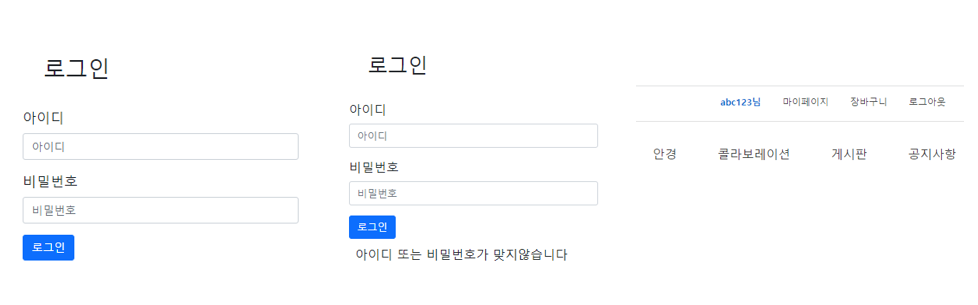 로그인
아이디
아이디
비밀번호
비밀번호
로그인
로그인
아이디
아이디
비밀번호
비밀번호
로그인
아이디 또는 비밀번호가 맞지않습니다
abc123님 마이페이지 장바구니 로그아웃
안경 콜라보레이션 게시판 공지사항